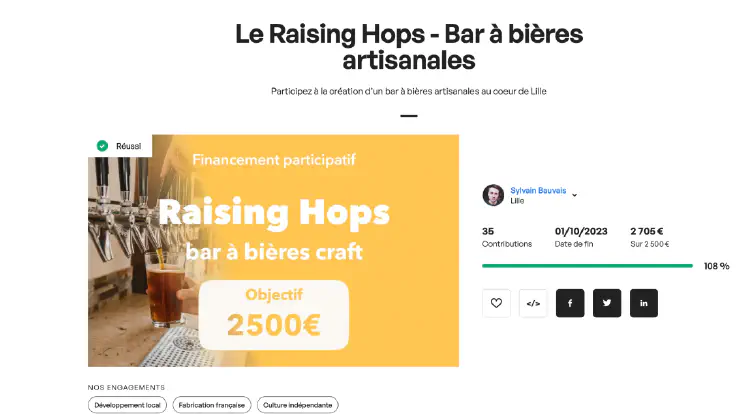 Le Raising Hops - Bar à bières
artisanales
Participez à la création d'un bar à bières artisanales au coeur de Lille
Réussi
Financement participatif
Raising Hops
bar à bières craft
Objectif
2500€
Sylvain Bauvais
Lille
35
Contributions
01/10/2023
Date de fin
2 705 €
Sur 2 500 €
108 %
</>
f
in
NOS ENGAGEMENTS
Développement local
Fabrication française
Culture indépendante